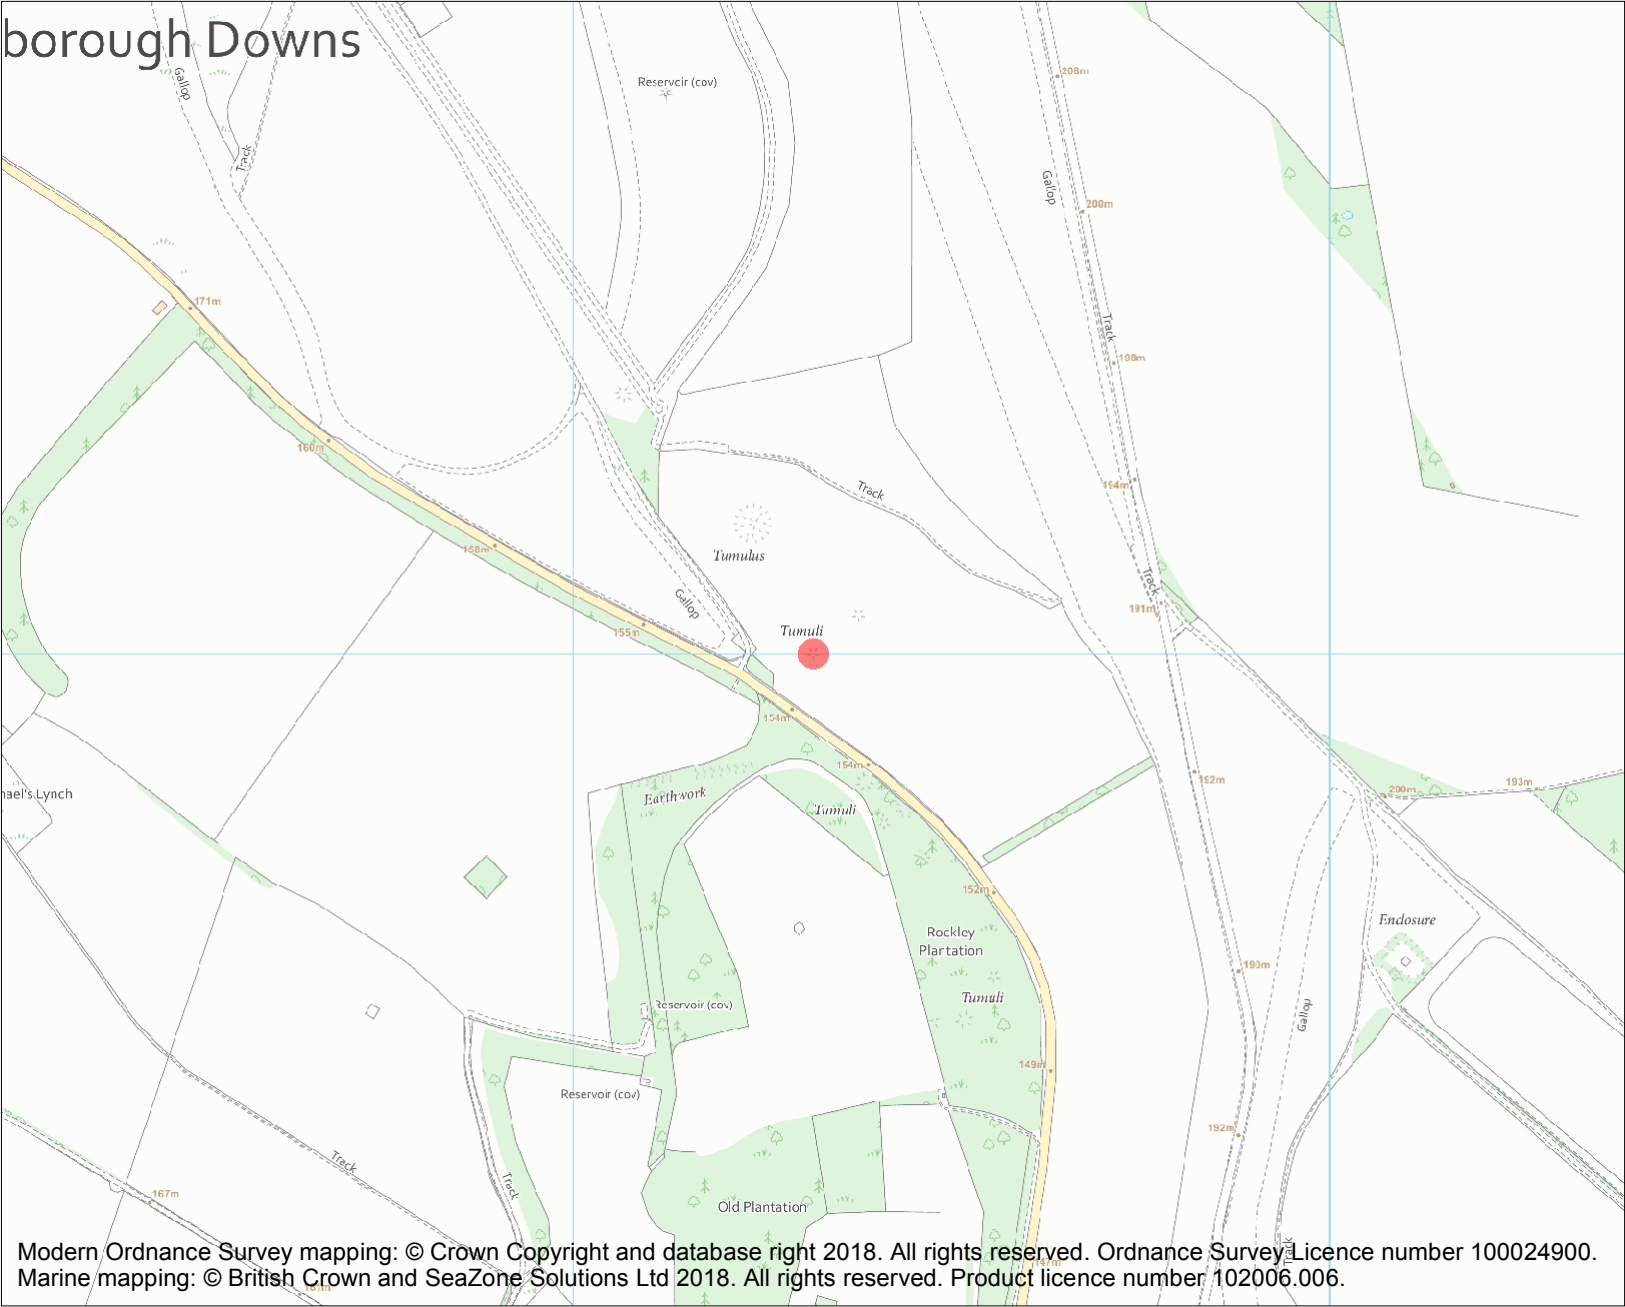 borough Downs
Gallop
Track
Reservoir (cov)
208m
Gallop
200m
171m
Track
198m
160m
Track
194m
158m
Tumulus
Gallop
Track
191m
155m
Tumuli
154m
154m
192m
193m
200m
hael's Lynch
Earthwork
Tumuli
152m
Enclosure
Rockley
Plantation
190m
Tumuli
Reservoir (cov)
Gallop
149m
Reservoir (cov)
192m
Track
Track
167m
Old Plantation
Track
147m
Modern Ordnance Survey mapping: © Crown Copyright and database right 2018. All rights reserved. Ordnance Survey Licence number 100024900.
Marine mapping: © British Crown and SeaZone Solutions Ltd 2018. All rights reserved. Product licence number 102006.006.